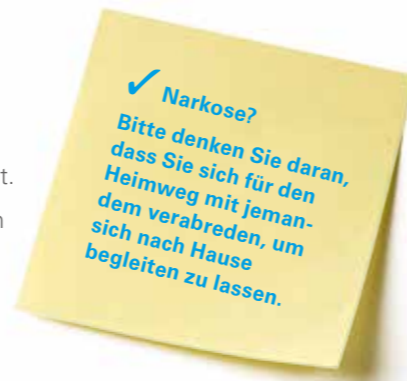 ✓ Narkose?
Bitte denken Sie daran,
dass Sie sich für den
Heimweg mit jeman-
dem verabreden, um
sich nach Hause
begleiten zu lassen.
t.